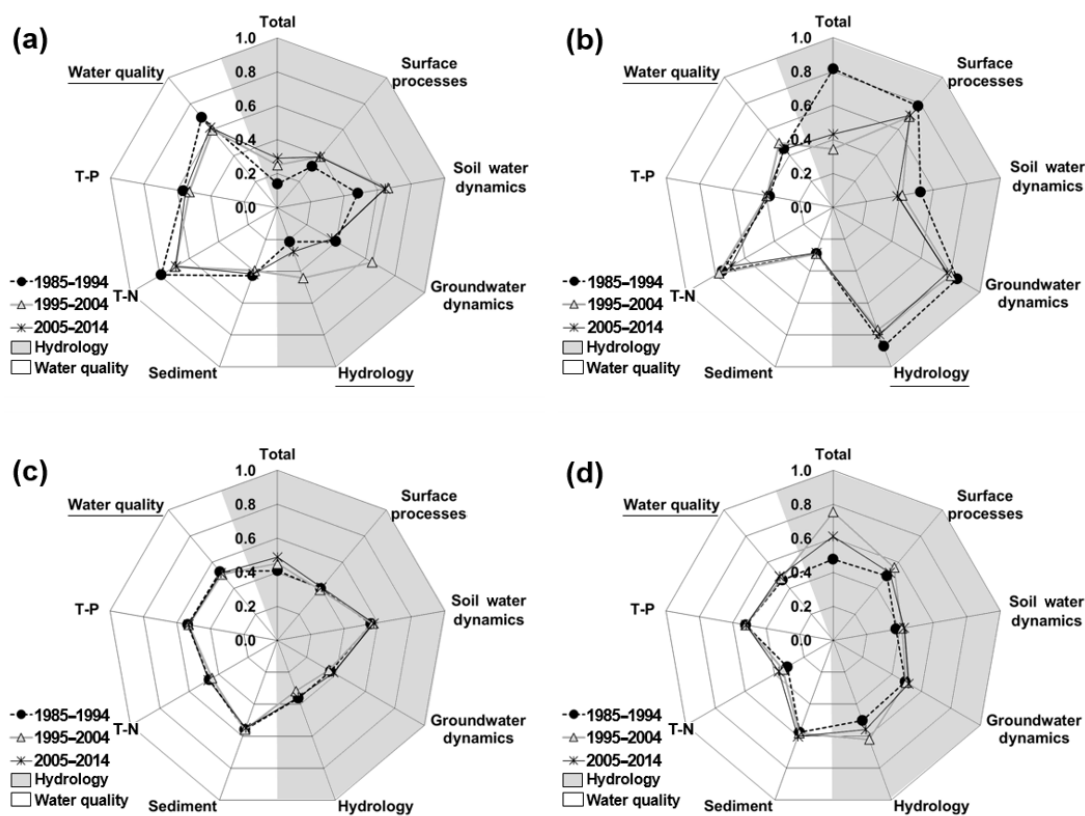 (a)
Total
1.0
0.8
0.6
0.4
0.2
0.0
Surface
processes
Soil water
dynamics
Groundwater
dynamics
Hydrology
Sediment
T-N
T-P
Water quality
1985–1994
1995–2004
2005–2014
Hydrology
Water quality
(b)
Total
1.0
0.8
0.6
0.4
0.2
0.0
Surface
processes
Soil water
dynamics
Groundwater
dynamics
Hydrology
Sediment
T-N
T-P
Water quality
1985–1994
1995–2004
2005–2014
Hydrology
Water quality
(c)
Total
1.0
0.8
0.6
0.4
0.2
0.0
Surface
processes
Soil water
dynamics
Groundwater
dynamics
Hydrology
Sediment
T-N
T-P
Water quality
1985–1994
1995–2004
2005–2014
Hydrology
Water quality
(d)
Total
1.0
0.8
0.6
0.4
0.2
0.0
Surface
processes
Soil water
dynamics
Groundwater
dynamics
Hydrology
Sediment
T-N
T-P
Water quality
1985–1994
1995–2004
2005–2014
Hydrology
Water quality